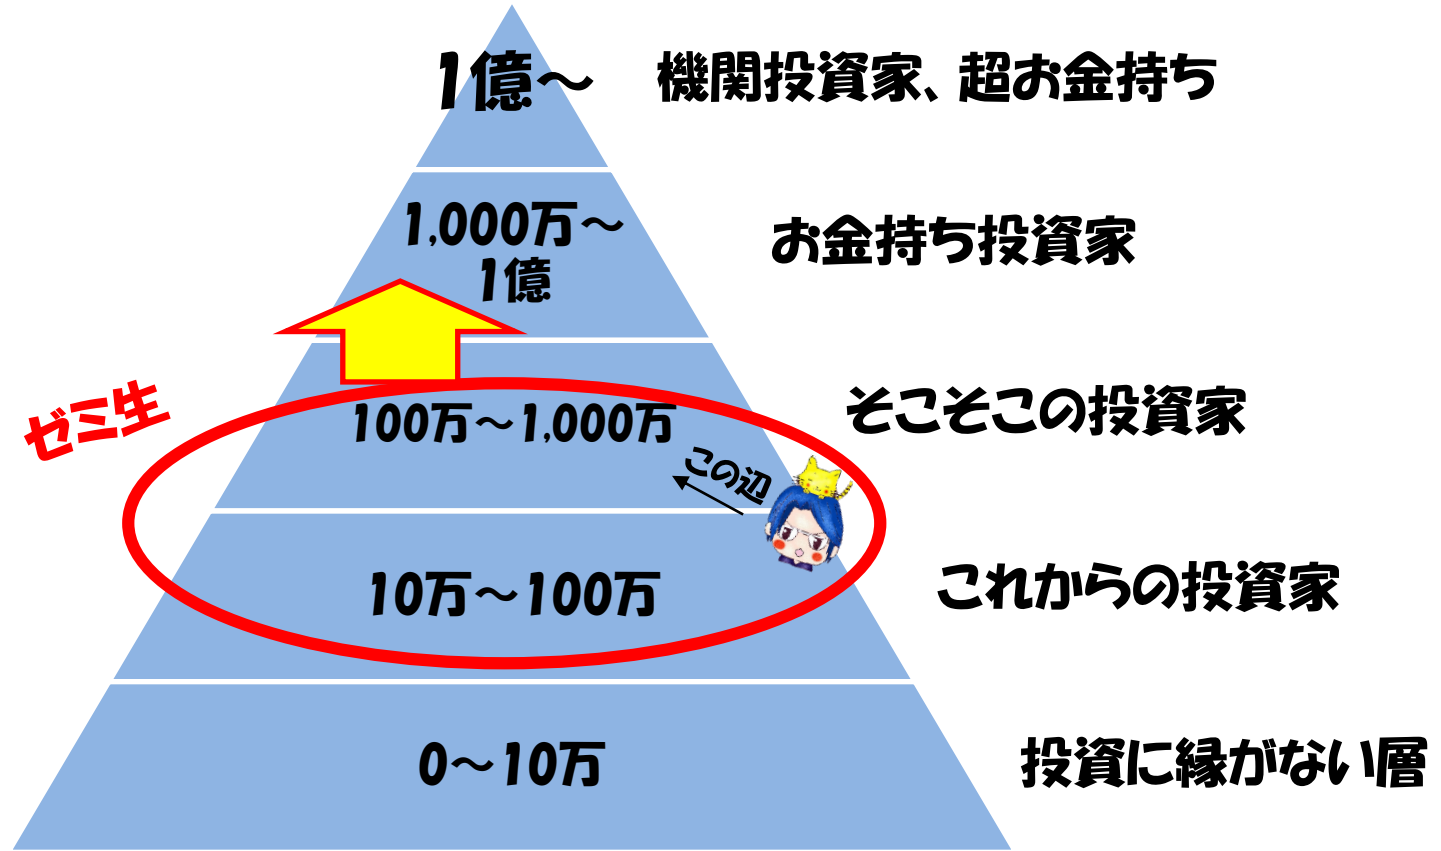 1億～
機関投資家、超お金持ち
1,000万～
1億
お金持ち投資家
ゼミ生
100万～1,000万
そこそこの投資家
この辺
10万～100万
これからの投資家
0～10万
投資に縁がない層